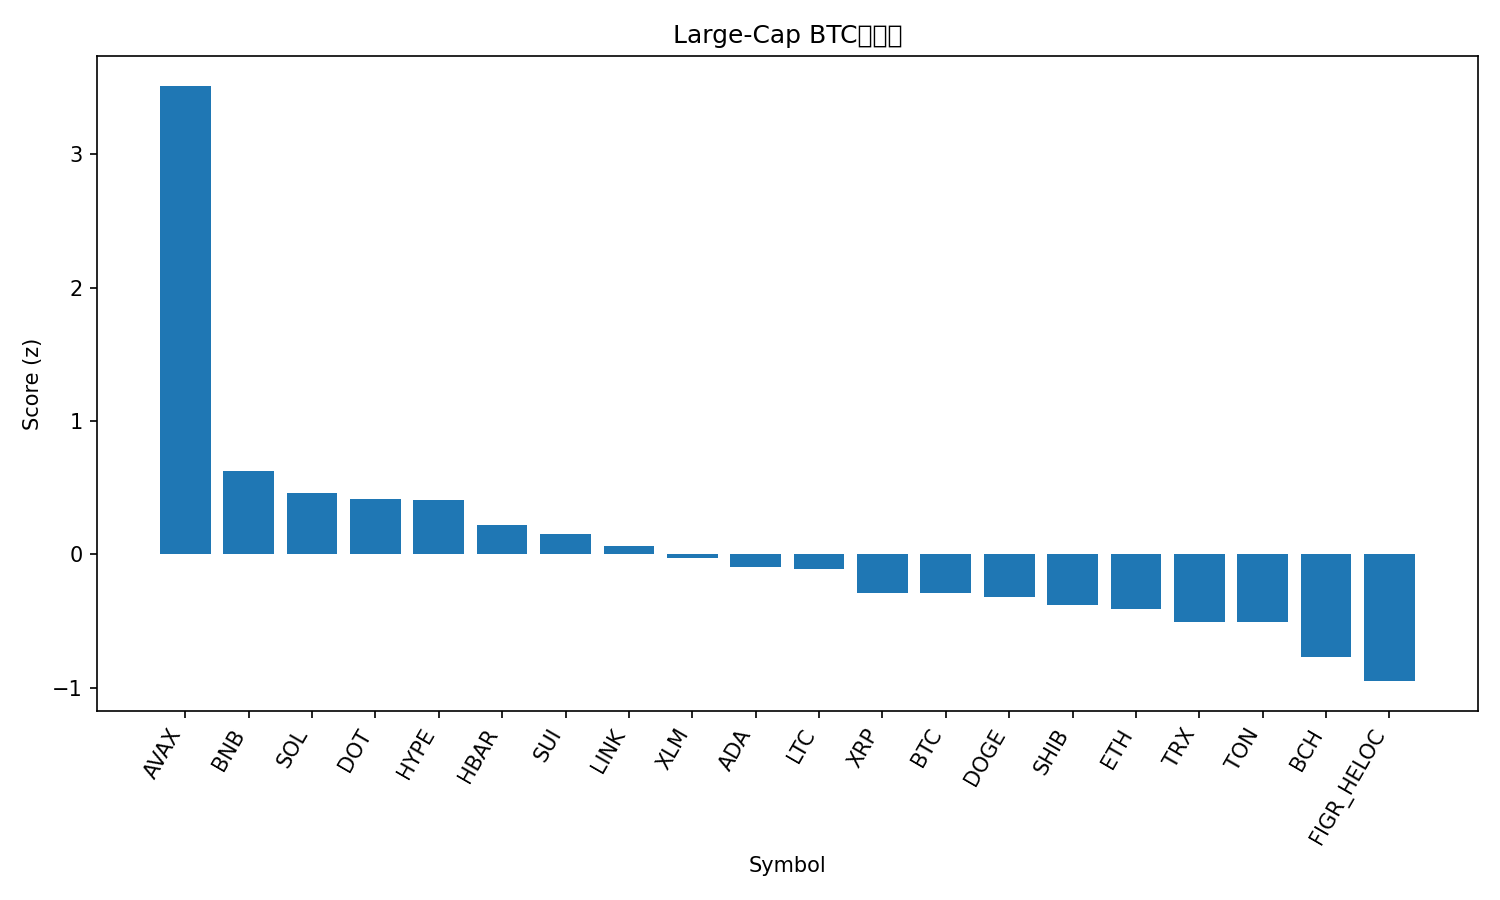 Large-Cap BTC
Score (z)
3
2
1
0
−1
AVAX
BNB
SOL
DOT
HYPE
HBAR
SUI
LINK
XLM
ADA
LTC
XRP
BTC
DOGE
SHIB
ETH
TRX
TON
BCH
FIGR_HELOC
Symbol